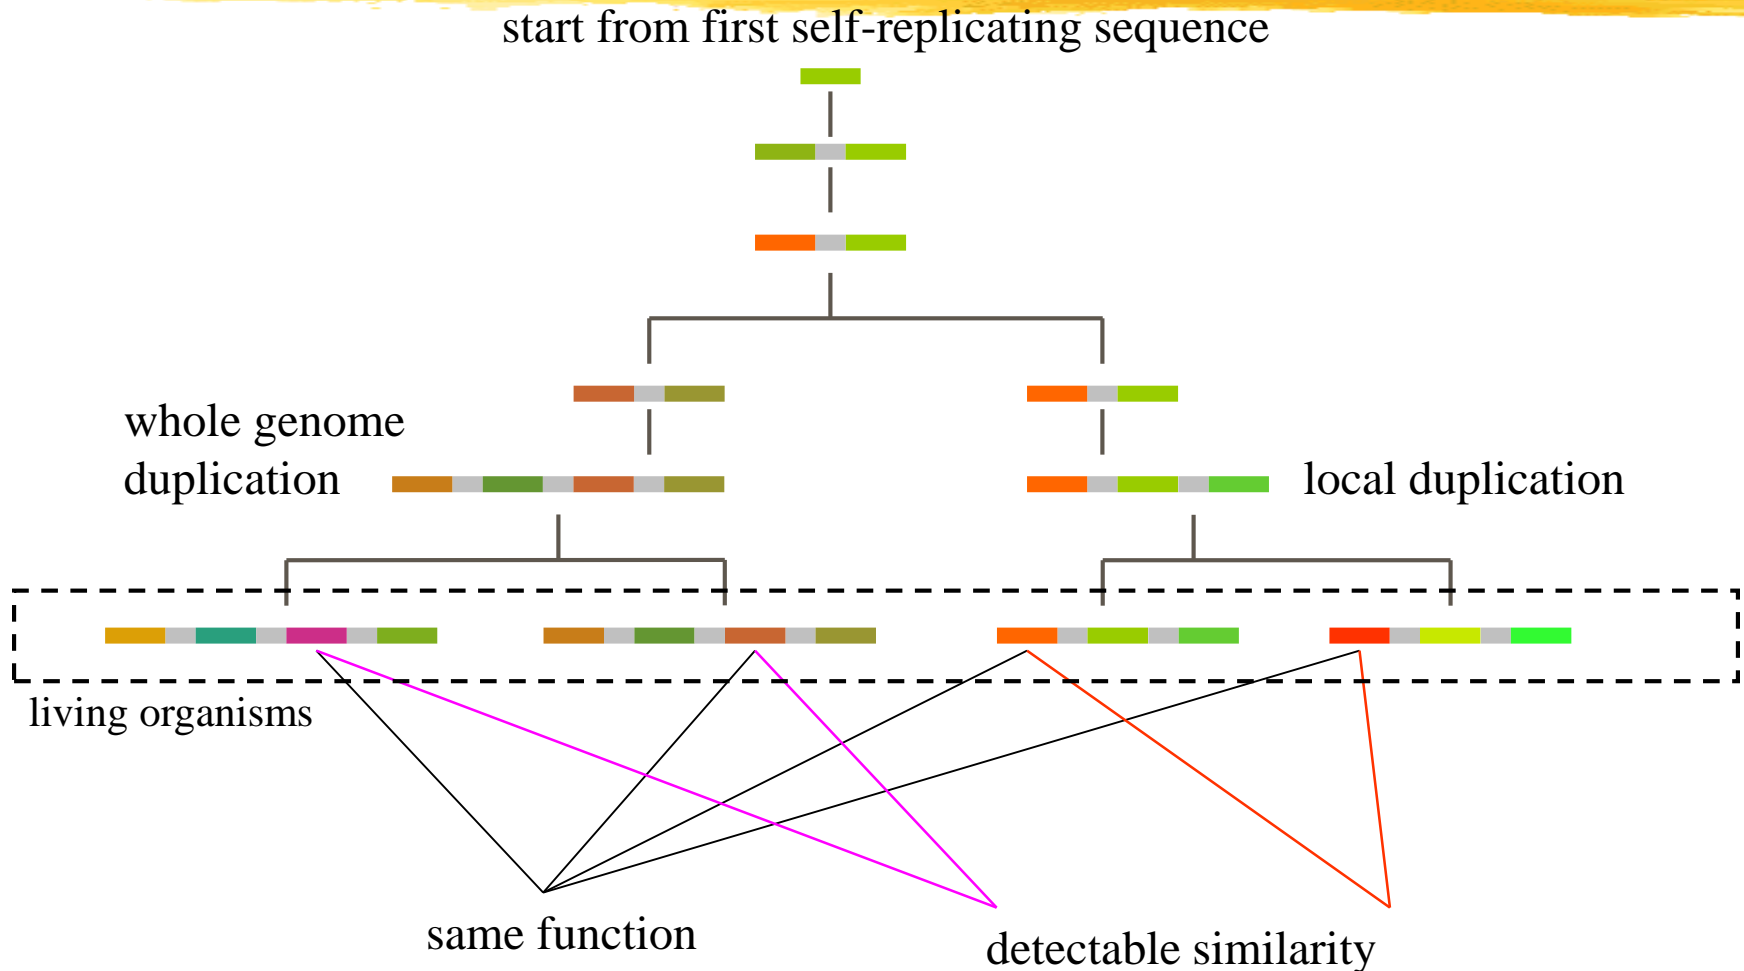 start from first self-replicating sequence
whole genome
duplication
local duplication
living organisms
same function
detectable similarity